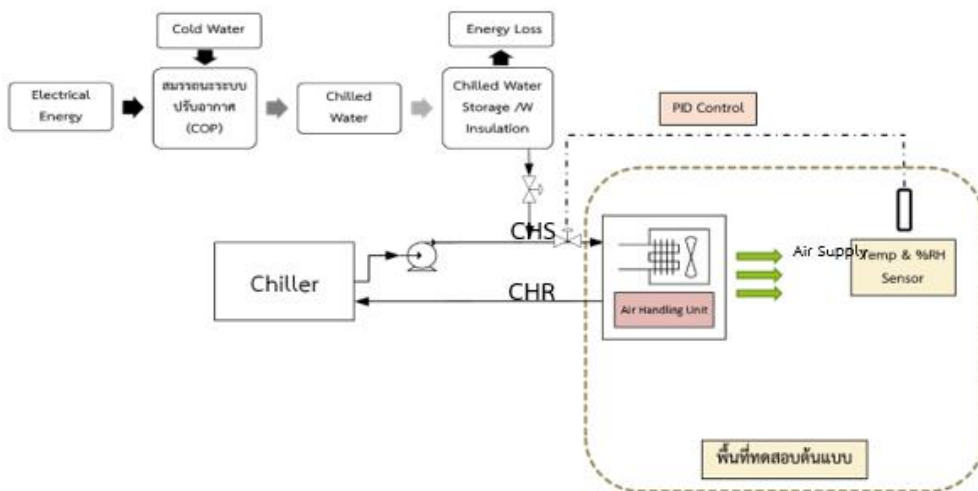 Cold Water
Energy Loss
Electrical
Energy
สมรรถนะระบบ
ปรับอากาศ
(COP)
Chilled
Water
Chilled Water
Storage /W
Insulation
PID Control
CHS
Chiller
CHR
Air Handling Unit
Air Supply
Temp & %RH
Sensor
พื้นที่ทดสอบต้นแบบ